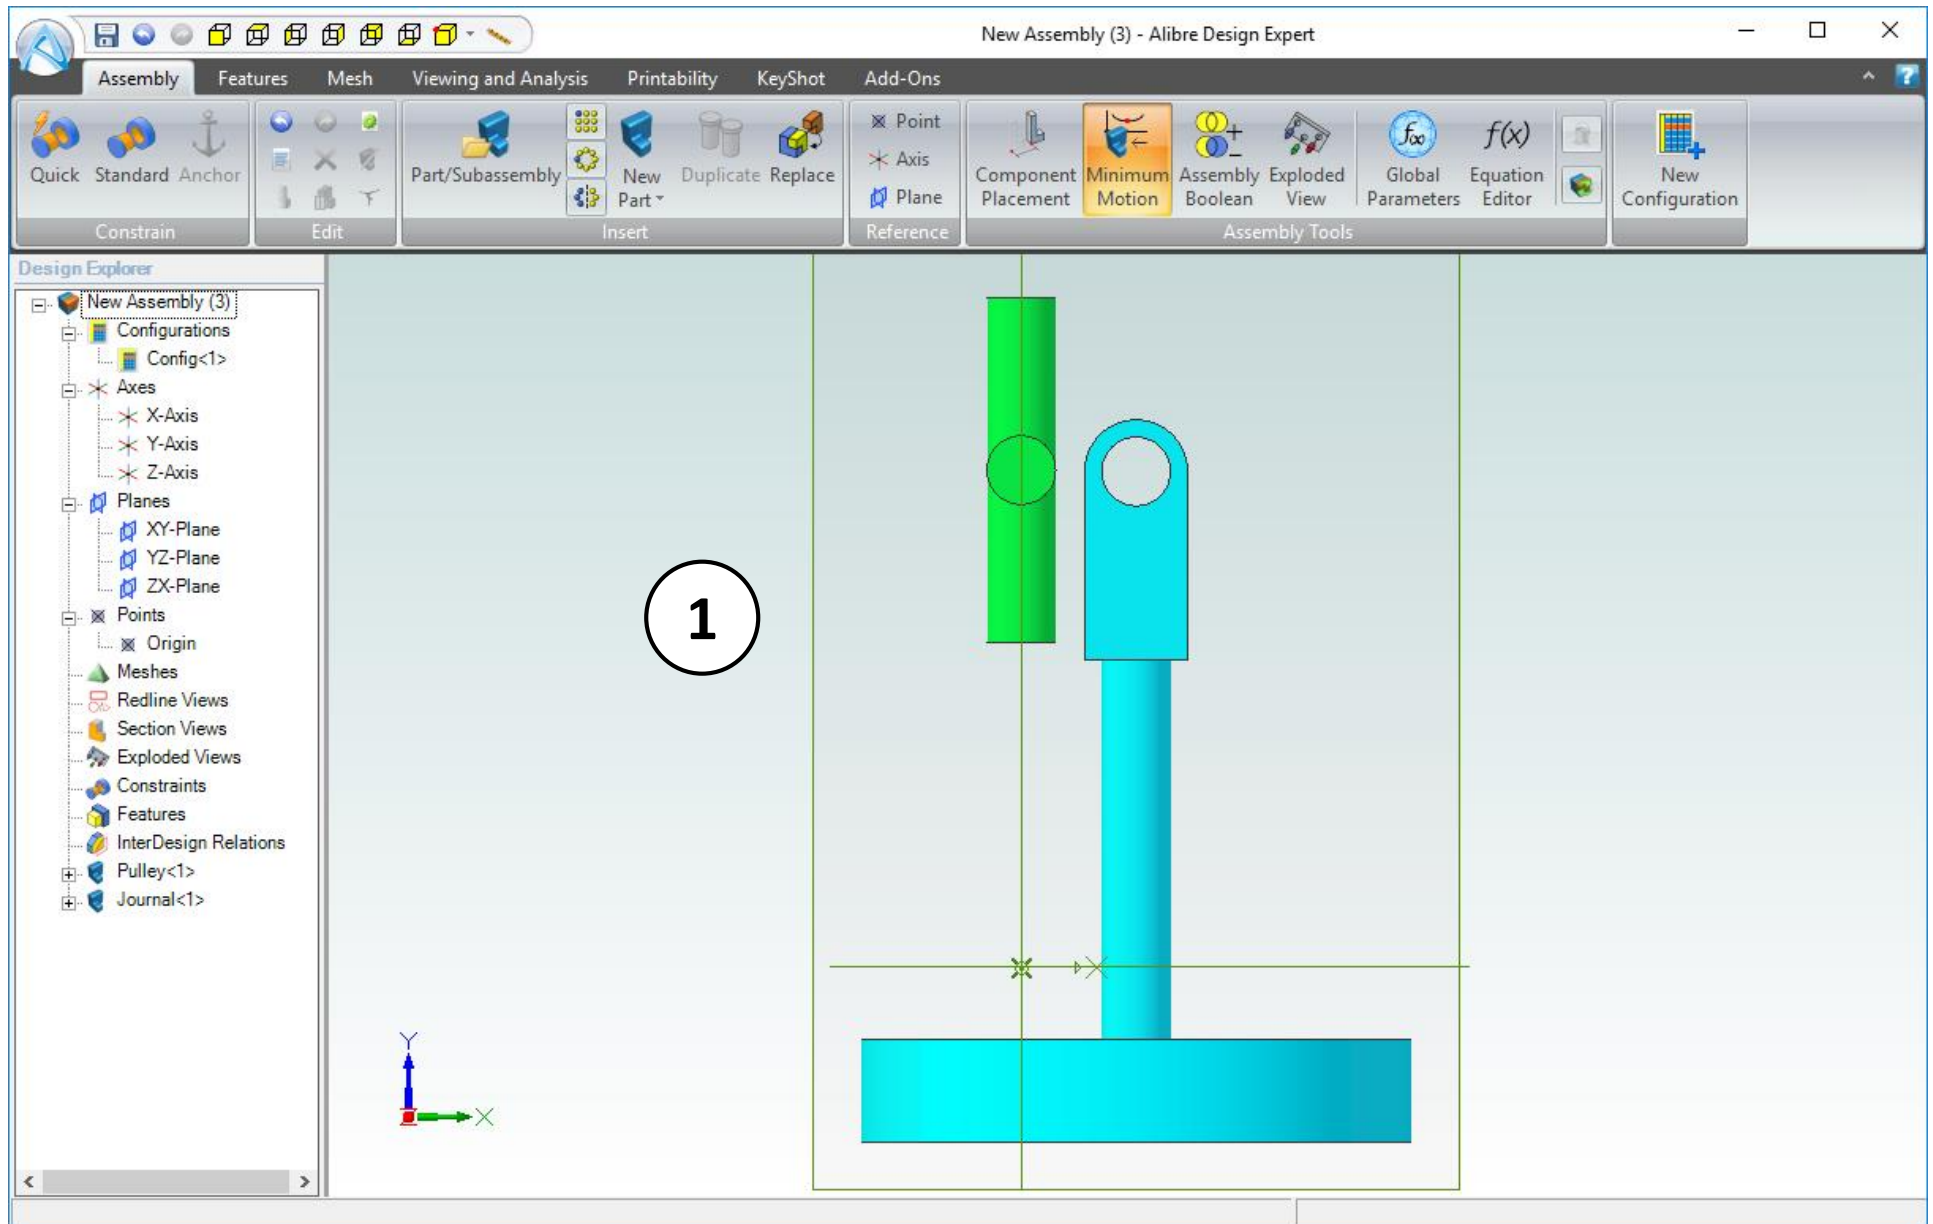 New Assembly (3) - Alibre Design Expert
Assembly Features Mesh Viewing and Analysis Printability KeyShot Add-Ons
Quick Standard Anchor
Constrain
Edit
Part/Subassembly
New Part
Duplicate Replace
Insert
Point
Axis
Plane
Reference
Component Placement
Minimum Motion
Assembly Boolean
Exploded View
Global Parameters
f(x)
Equation Editor
Assembly Tools
New Configuration
Design Explorer
New Assembly (3)
Configurations
Config<1>
Axes
X-Axis
Y-Axis
Z-Axis
Planes
XY-Plane
YZ-Plane
ZX-Plane
Points
Origin
Meshes
Redline Views
Section Views
Exploded Views
Constraints
Features
InterDesign Relations
Pulley<1>
Journal<1>
1
Y
X